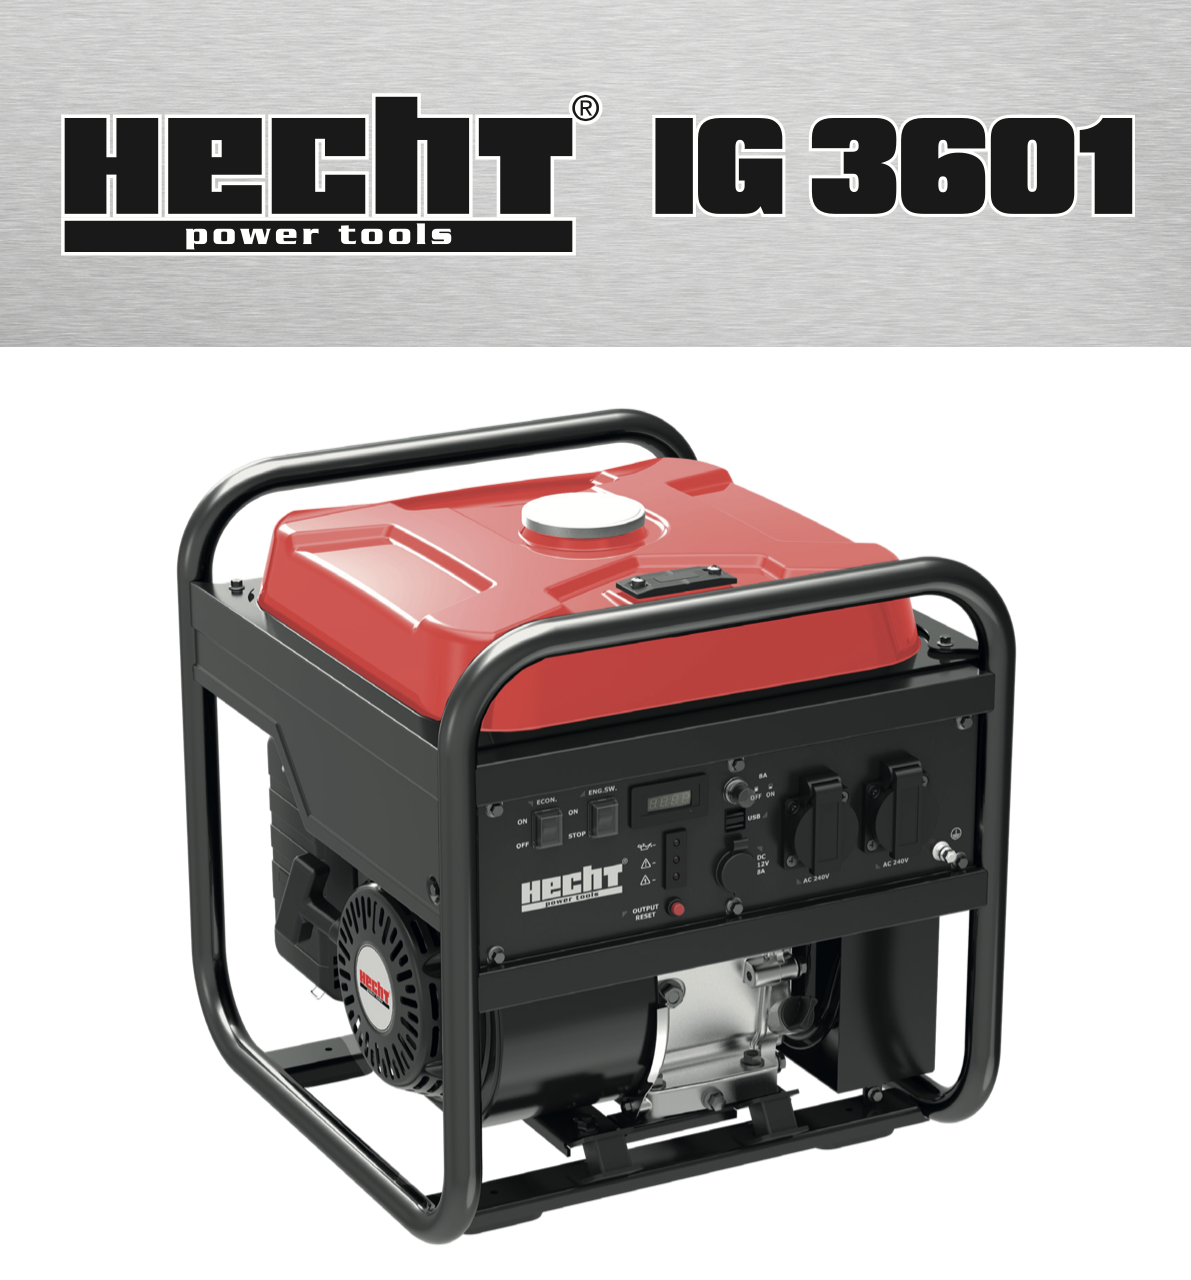 HECHT® IG 3601
power tools
ECON.
ENG.SW.
ON
OFF
ON
STOP
8A
OFF ON
USB
DC
12V
8A
AC 240V
AC 240V
HECHT®
power tools
OUTPUT
RESET
HECHT